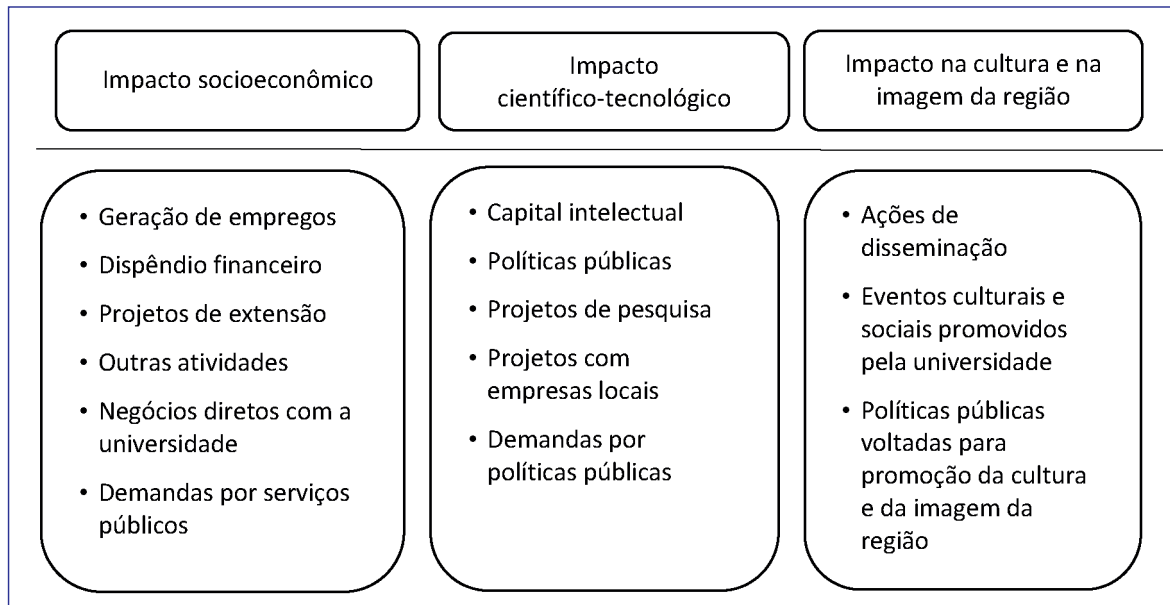 Impacto socioeconômico
Impacto
científico-tecnológico
Impacto na cultura e na
imagem da região
• Geração de empregos
• Dispêndio financeiro
• Projetos de extensão
• Outras atividades
• Negócios diretos com a
universidade
• Demandas por serviços
públicos
• Capital intelectual
• Políticas públicas
• Projetos de pesquisa
• Projetos com
empresas locais
• Demandas por
políticas públicas
• Ações de
disseminação
• Eventos culturais e
sociais promovidos
pela universidade
• Políticas públicas
voltadas para
promoção da cultura
e da imagem da
região